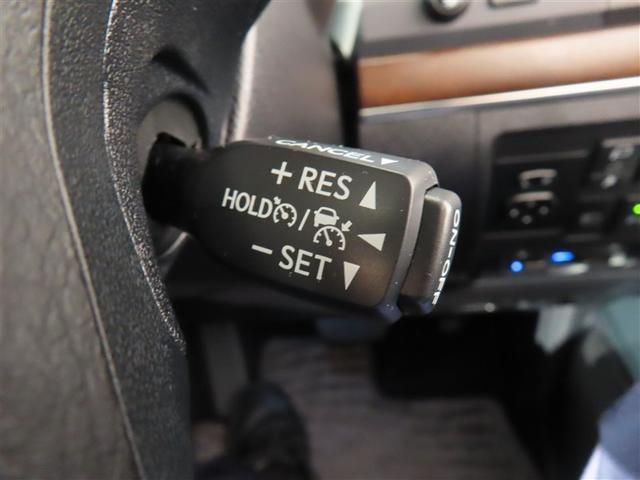 CANCEL▼
+ RES ▲
HOLD / ◀
− SET ▼
ON·OFF